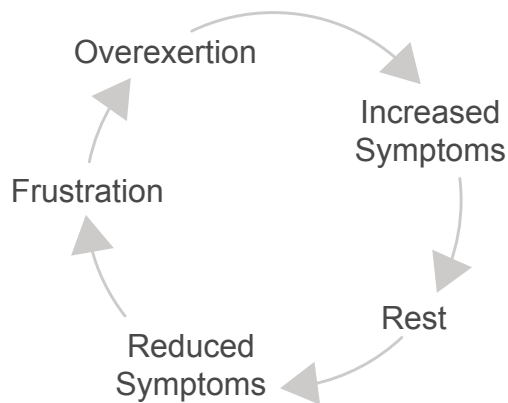 Overexertion
Increased
Symptoms
Rest
Reduced
Symptoms
Frustration